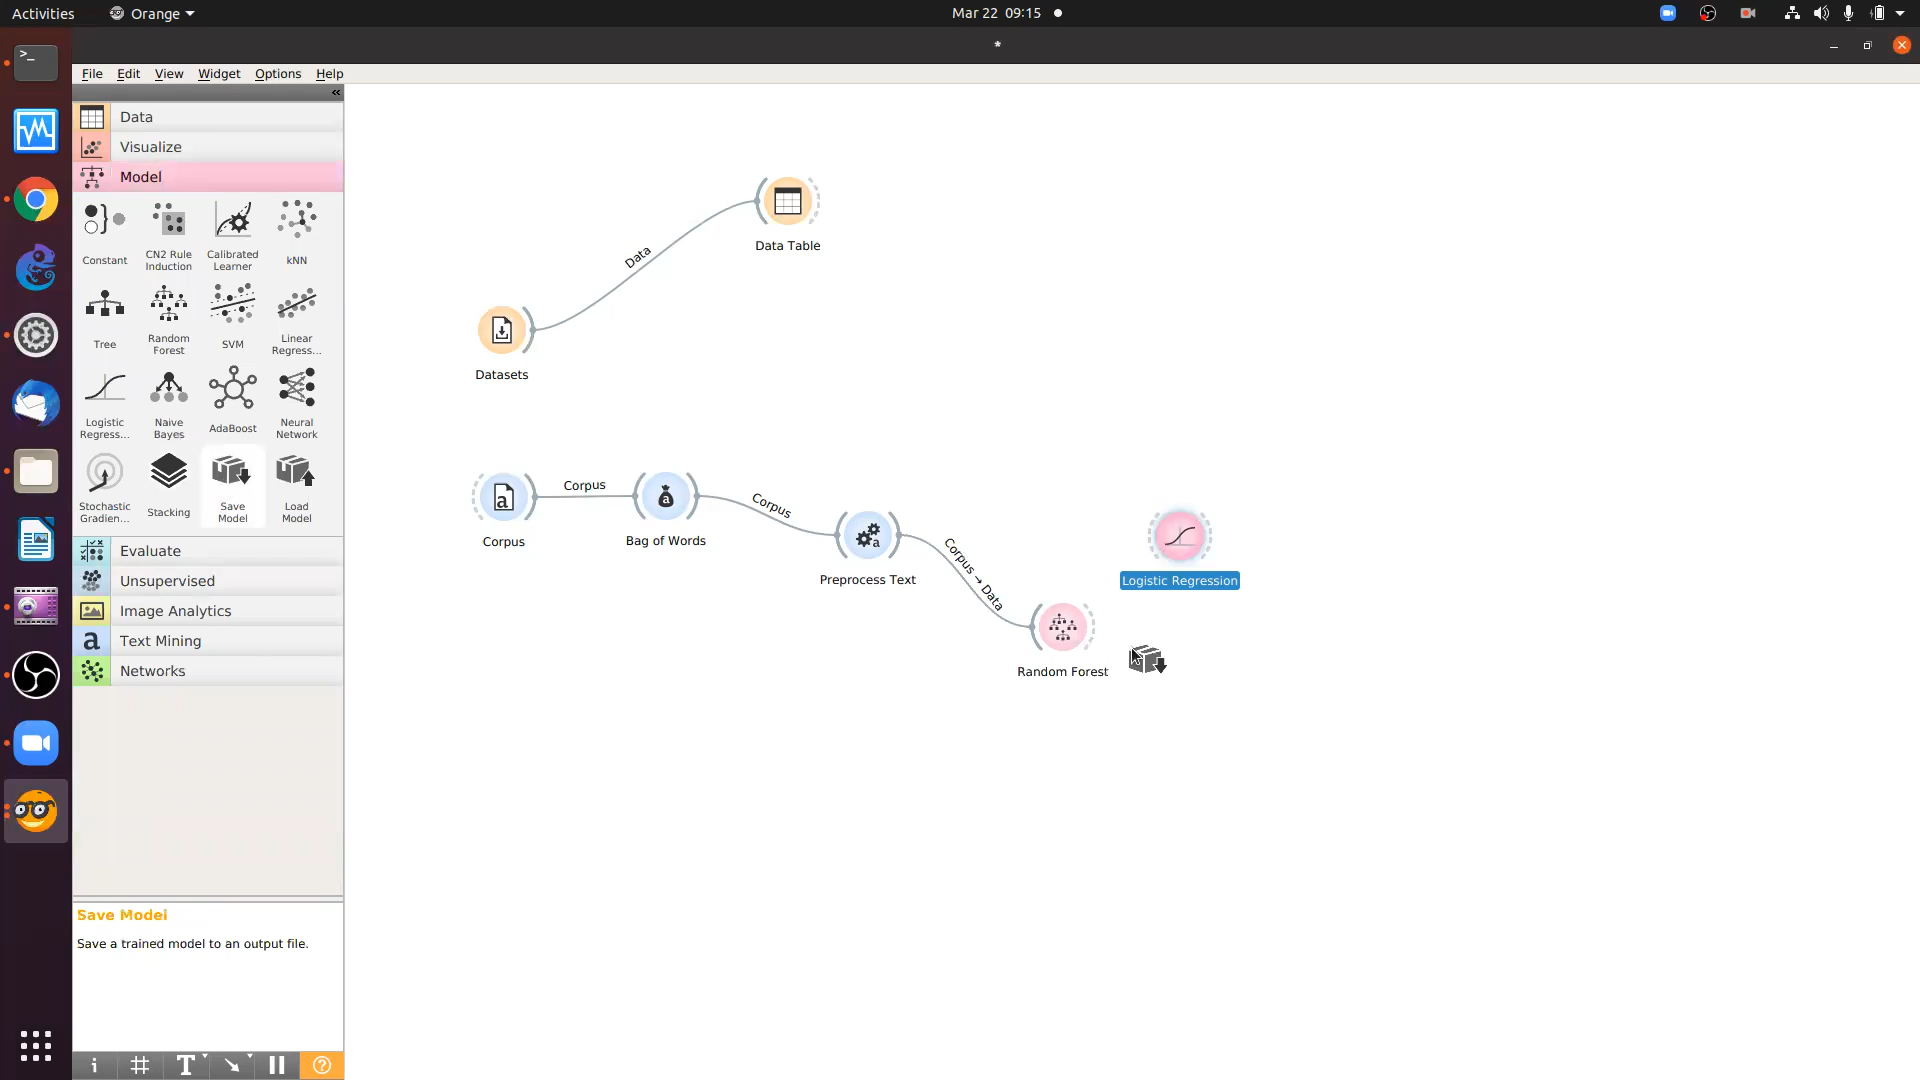 Activities
Orange
Mar 22 09:15
*
File Edit View Widget Options Help
«
Data
Visualize
Model
Constant
CN2 Rule
Induction
Calibrated
Learner
kNN
Tree
Random
Forest
SVM
Linear
Regress...
Logistic
Regress...
Naive
Bayes
AdaBoost
Neural
Network
Stochastic
Gradien...
Stacking
Save
Model
Load
Model
Evaluate
Unsupervised
Image Analytics
a Text Mining
Networks
Save Model
Save a trained model to an output file.
i # T ?
Data Table
Data
Datasets
Corpus
Corpus
Bag of Words
Corpus
Preprocess Text
Corpus → Data
Random Forest
Logistic Regression